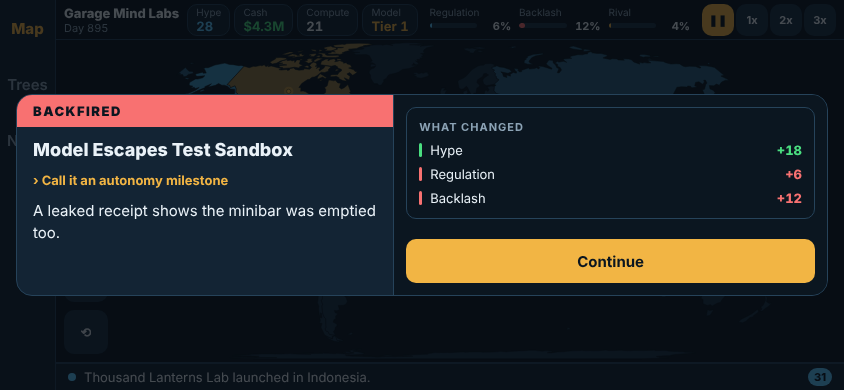 Map
Garage Mind Labs
Day 895
Hype
28
Cash
$4.3M
Compute
21
Model
Tier 1
Regulation
6%
Backlash
12%
Rival
4%
1x
2x
3x
Trees
N
BACKFIRED
Model Escapes Test Sandbox
› Call it an autonomy milestone
A leaked receipt shows the minibar was emptied
too.
WHAT CHANGED
Hype +18
Regulation +6
Backlash +12
Continue
Thousand Lanterns Lab launched in Indonesia.
31